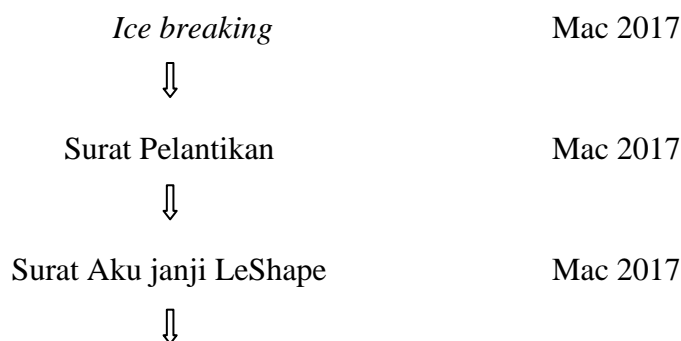 Ice breaking Mac 2017
⇩
Surat Pelantikan Mac 2017
⇩
Surat Aku janji LeShape Mac 2017
⇩